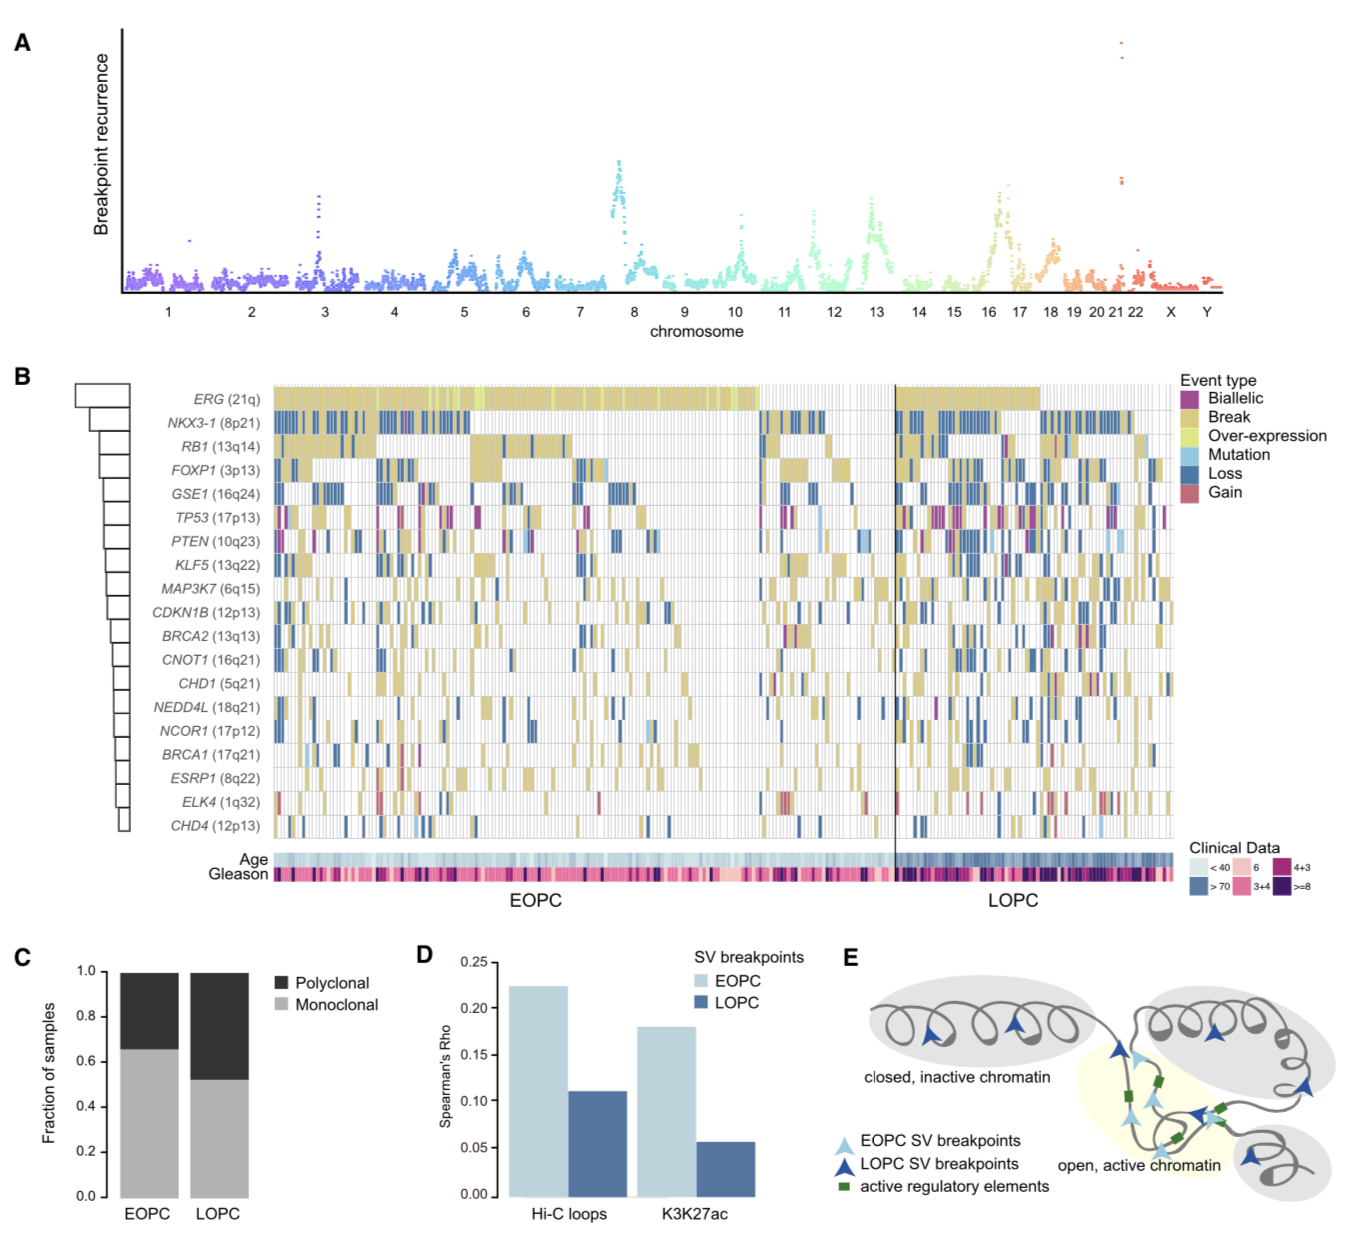 A
Breakpoint recurrence
1 2 3 4 5 6 7 8 9 10 11 12 13 14 15 16 17 18 19 20 21 22 X Y
chromosome
B
ERG (21q)
NKX3-1 (8p21)
RB1 (13q14)
FOXP1 (3p13)
GSE1 (16q24)
TP53 (17p13)
PTEN (10q23)
KLF5 (13q22)
MAP3K7 (6q15)
CDKN1B (12p13)
BRCA2 (13q13)
CNOT1 (16q21)
CHD1 (5q21)
NEDD4L (18q21)
NCOR1 (17p12)
BRCA1 (17q21)
ESRP1 (8q22)
ELK4 (1q32)
CHD4 (12p13)
Age
Gleason
EOPC LOPC
Event type
Biallelic
Break
Over-expression
Mutation
Loss
Gain
Clinical Data
< 40 6 4+3
> 70 3+4 >=8
C
Fraction of samples
1.0
0.8
0.6
0.4
0.2
0.0
EOPC LOPC
Polyclonal
Monoclonal
D
Spearman's Rho
0.25
0.20
0.15
0.10
0.05
0.00
Hi-C loops K3K27ac
SV breakpoints
EOPC
LOPC
E
closed, inactive chromatin
open, active chromatin
EOPC SV breakpoints
LOPC SV breakpoints
active regulatory elements